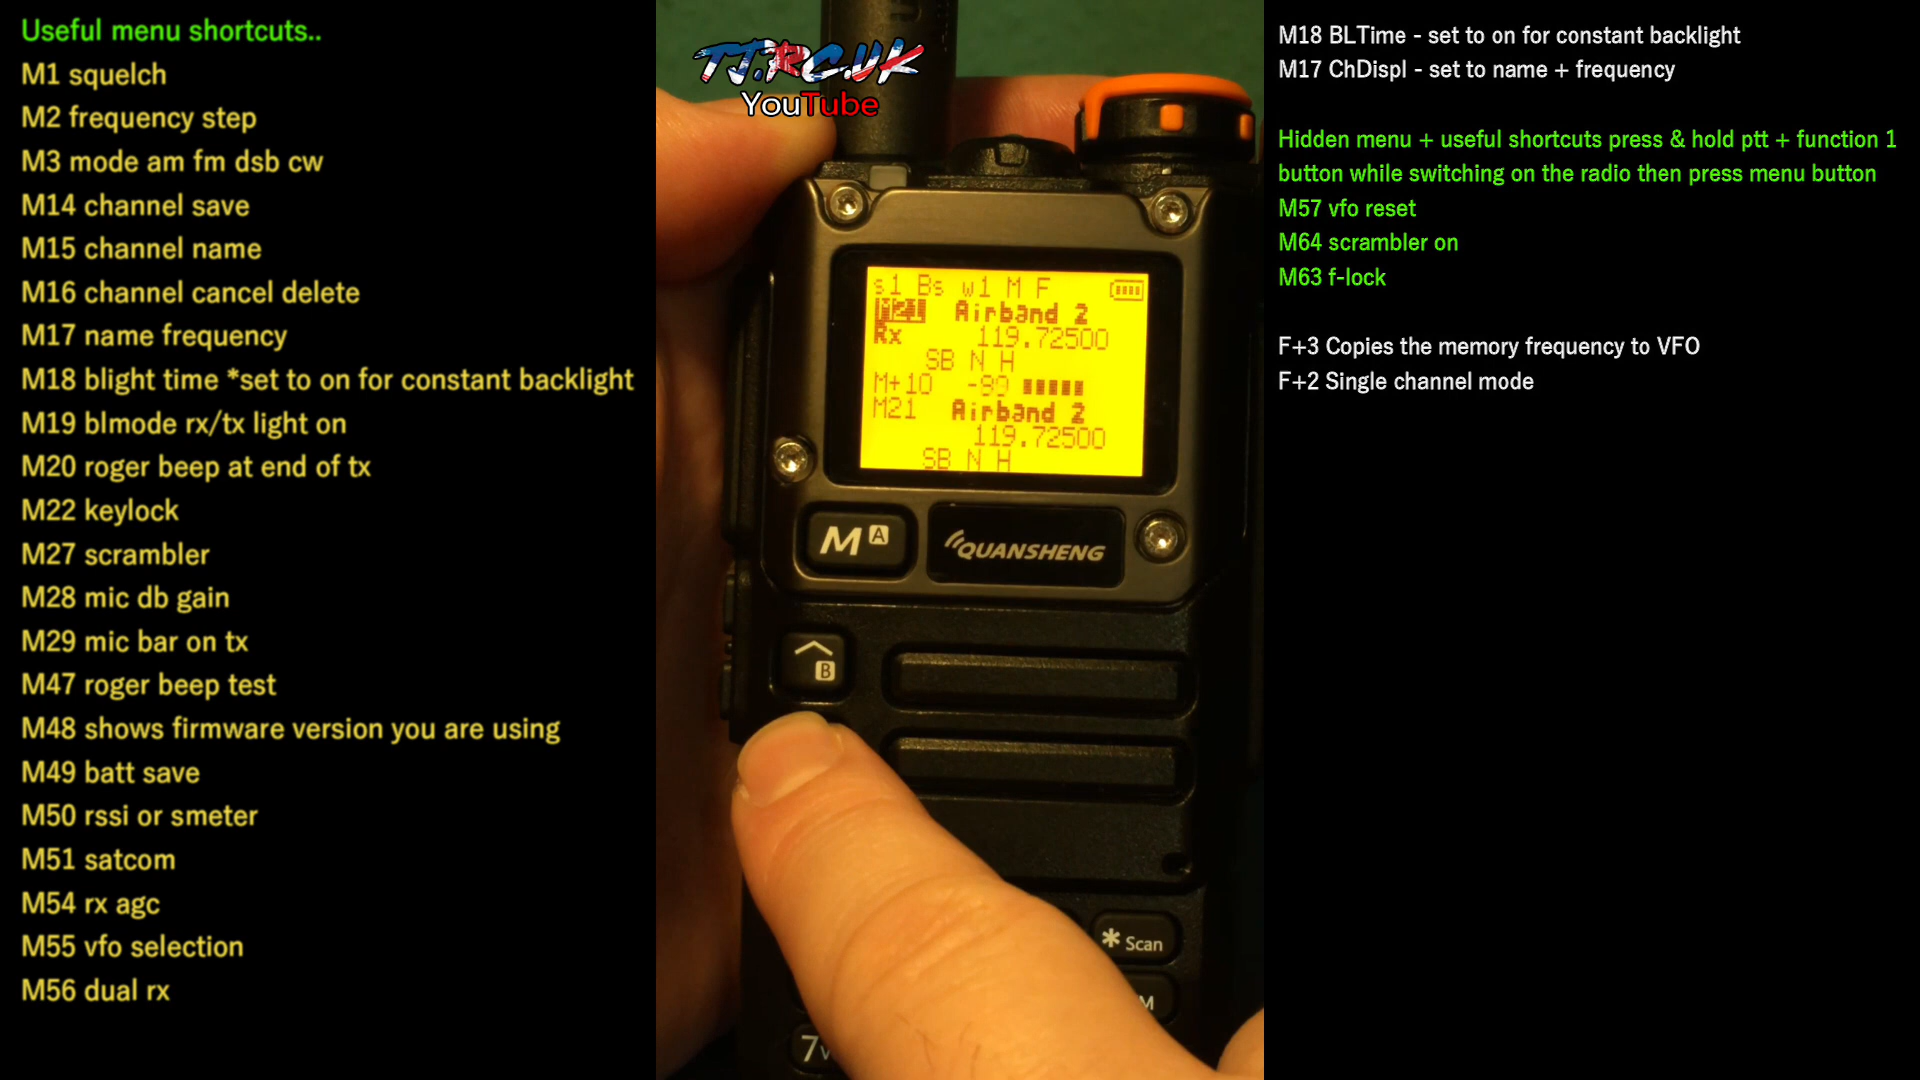 Useful menu shortcuts..
M1 squelch
M2 frequency step
M3 mode am fm dsb cw
M14 channel save
M15 channel name
M16 channel cancel delete
M17 name frequency
M18 blight time *set to on for constant backlight
M19 blmode rx/tx light on
M20 roger beep at end of tx
M22 keylock
M27 scrambler
M28 mic db gain
M29 mic bar on tx
M47 roger beep test
M48 shows firmware version you are using
M49 batt save
M50 rssi or smeter
M51 satcom
M54 rx agc
M55 vfo selection
M56 dual rx
TJ.RC.UK
YouTube
s1 Bs w1 M F
M21 Airband 2
Rx 119.72500
SB N H
M+10 -89
M21 Airband 2
119.72500
SB N H
M A
QUANSHENG
B
* Scan
M
7
M18 BLTime - set to on for constant backlight
M17 ChDispl - set to name + frequency
Hidden menu + useful shortcuts press & hold ptt + function 1
button while switching on the radio then press menu button
M57 vfo reset
M64 scrambler on
M63 f-lock
F+3 Copies the memory frequency to VFO
F+2 Single channel mode